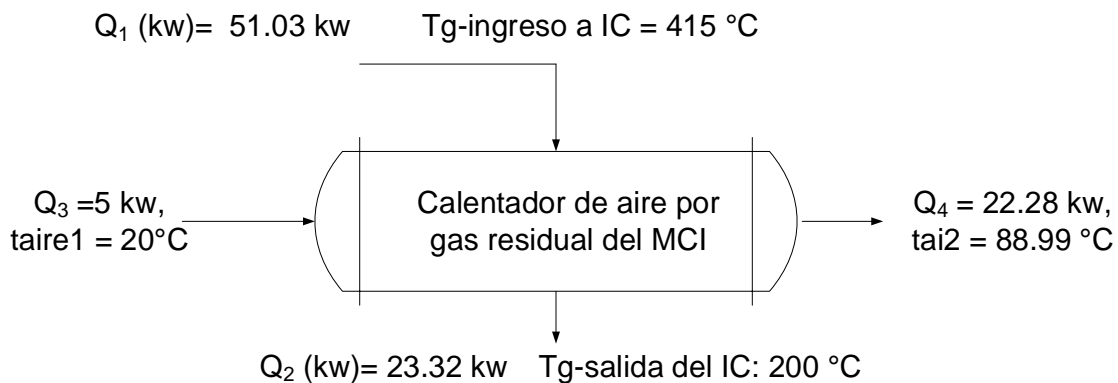 Q₁ (kw)= 51.03 kw Tg-ingreso a IC = 415 °C
Q₃ =5 kw,
taire1 = 20°C
Calentador de aire por
gas residual del MCI
Q₄ = 22.28 kw,
tai2 = 88.99 °C
Q₂ (kw)= 23.32 kw Tg-salida del IC: 200 °C